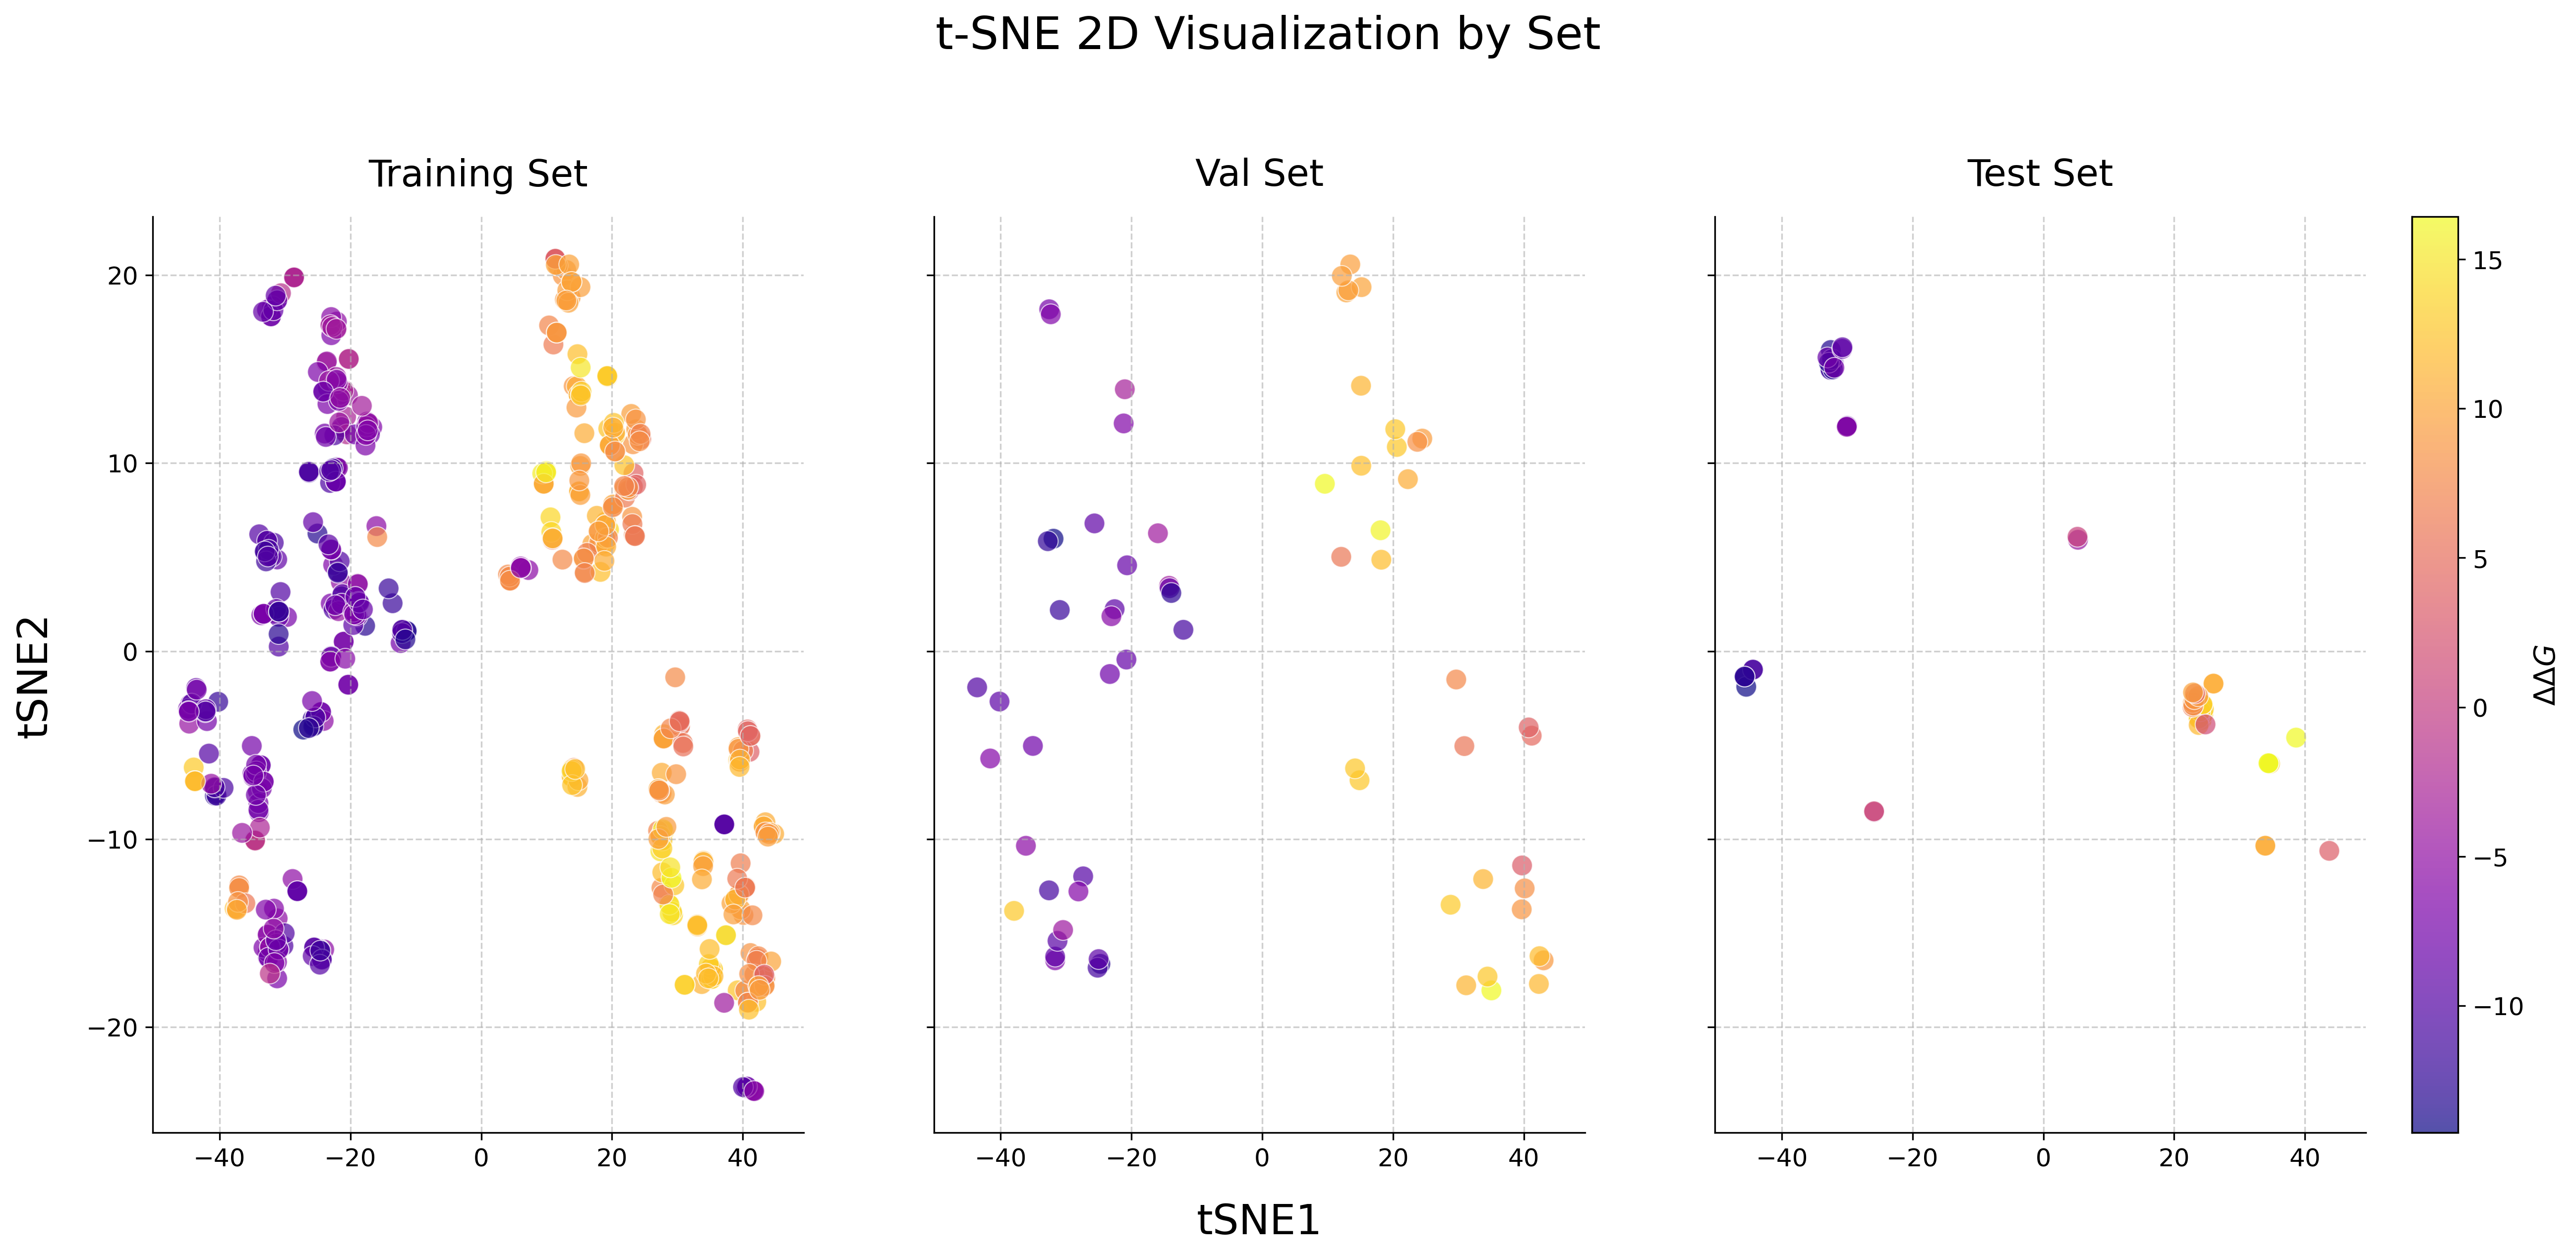 t-SNE 2D Visualization by Set
Training Set
Val Set
Test Set
20
10
0
−10
−20
tSNE2
−40 −20 0 20 40
−40 −20 0 20 40
−40 −20 0 20 40
tSNE1
15
10
5
0
−5
−10
ΔΔG